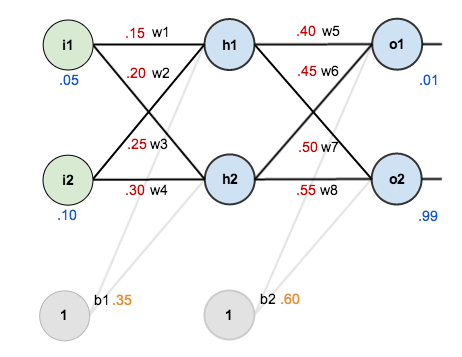 .15 w1
.40 w5
i1
h1
o1
.20 w2
.45 w6
.05
.01
.25 w3
.50 w7
i2
.30 w4
h2
.55 w8
o2
.10
.99
b1 .35
b2 .60
1
1